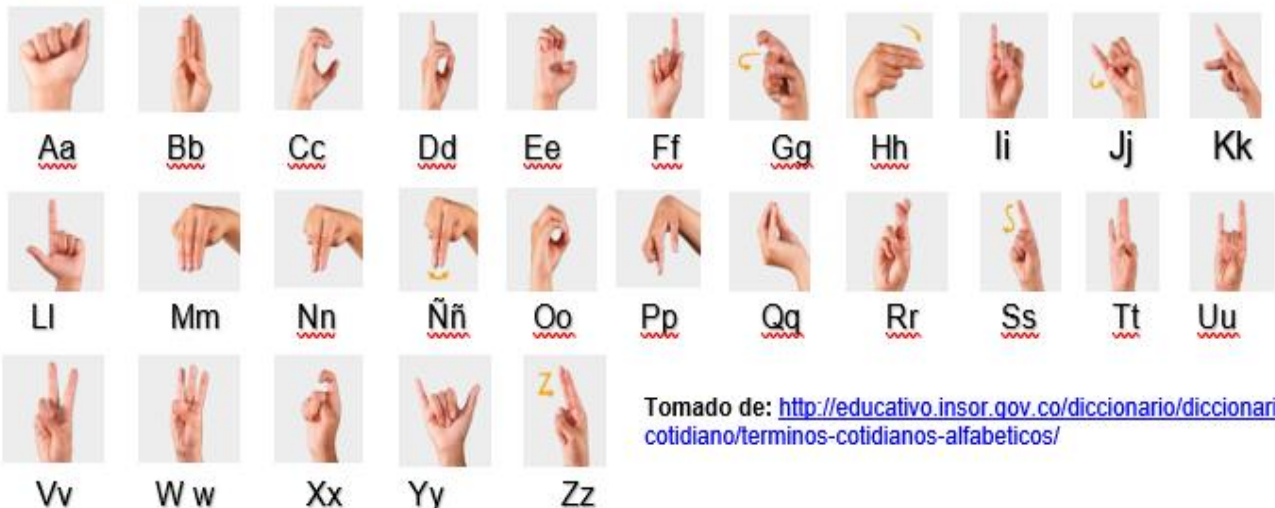 Aa Bb Cc Dd Ee Ff Gg Hh Ii Jj Kk
Ll Mm Nn Ññ Oo Pp Qq Rr Ss Tt Uu
Z
Vv W w Xx Yy Zz
Tomado de: http://educativo.insor.gov.co/diccionario/diccionari
cotidiano/terminos-cotidianos-alfabeticos/